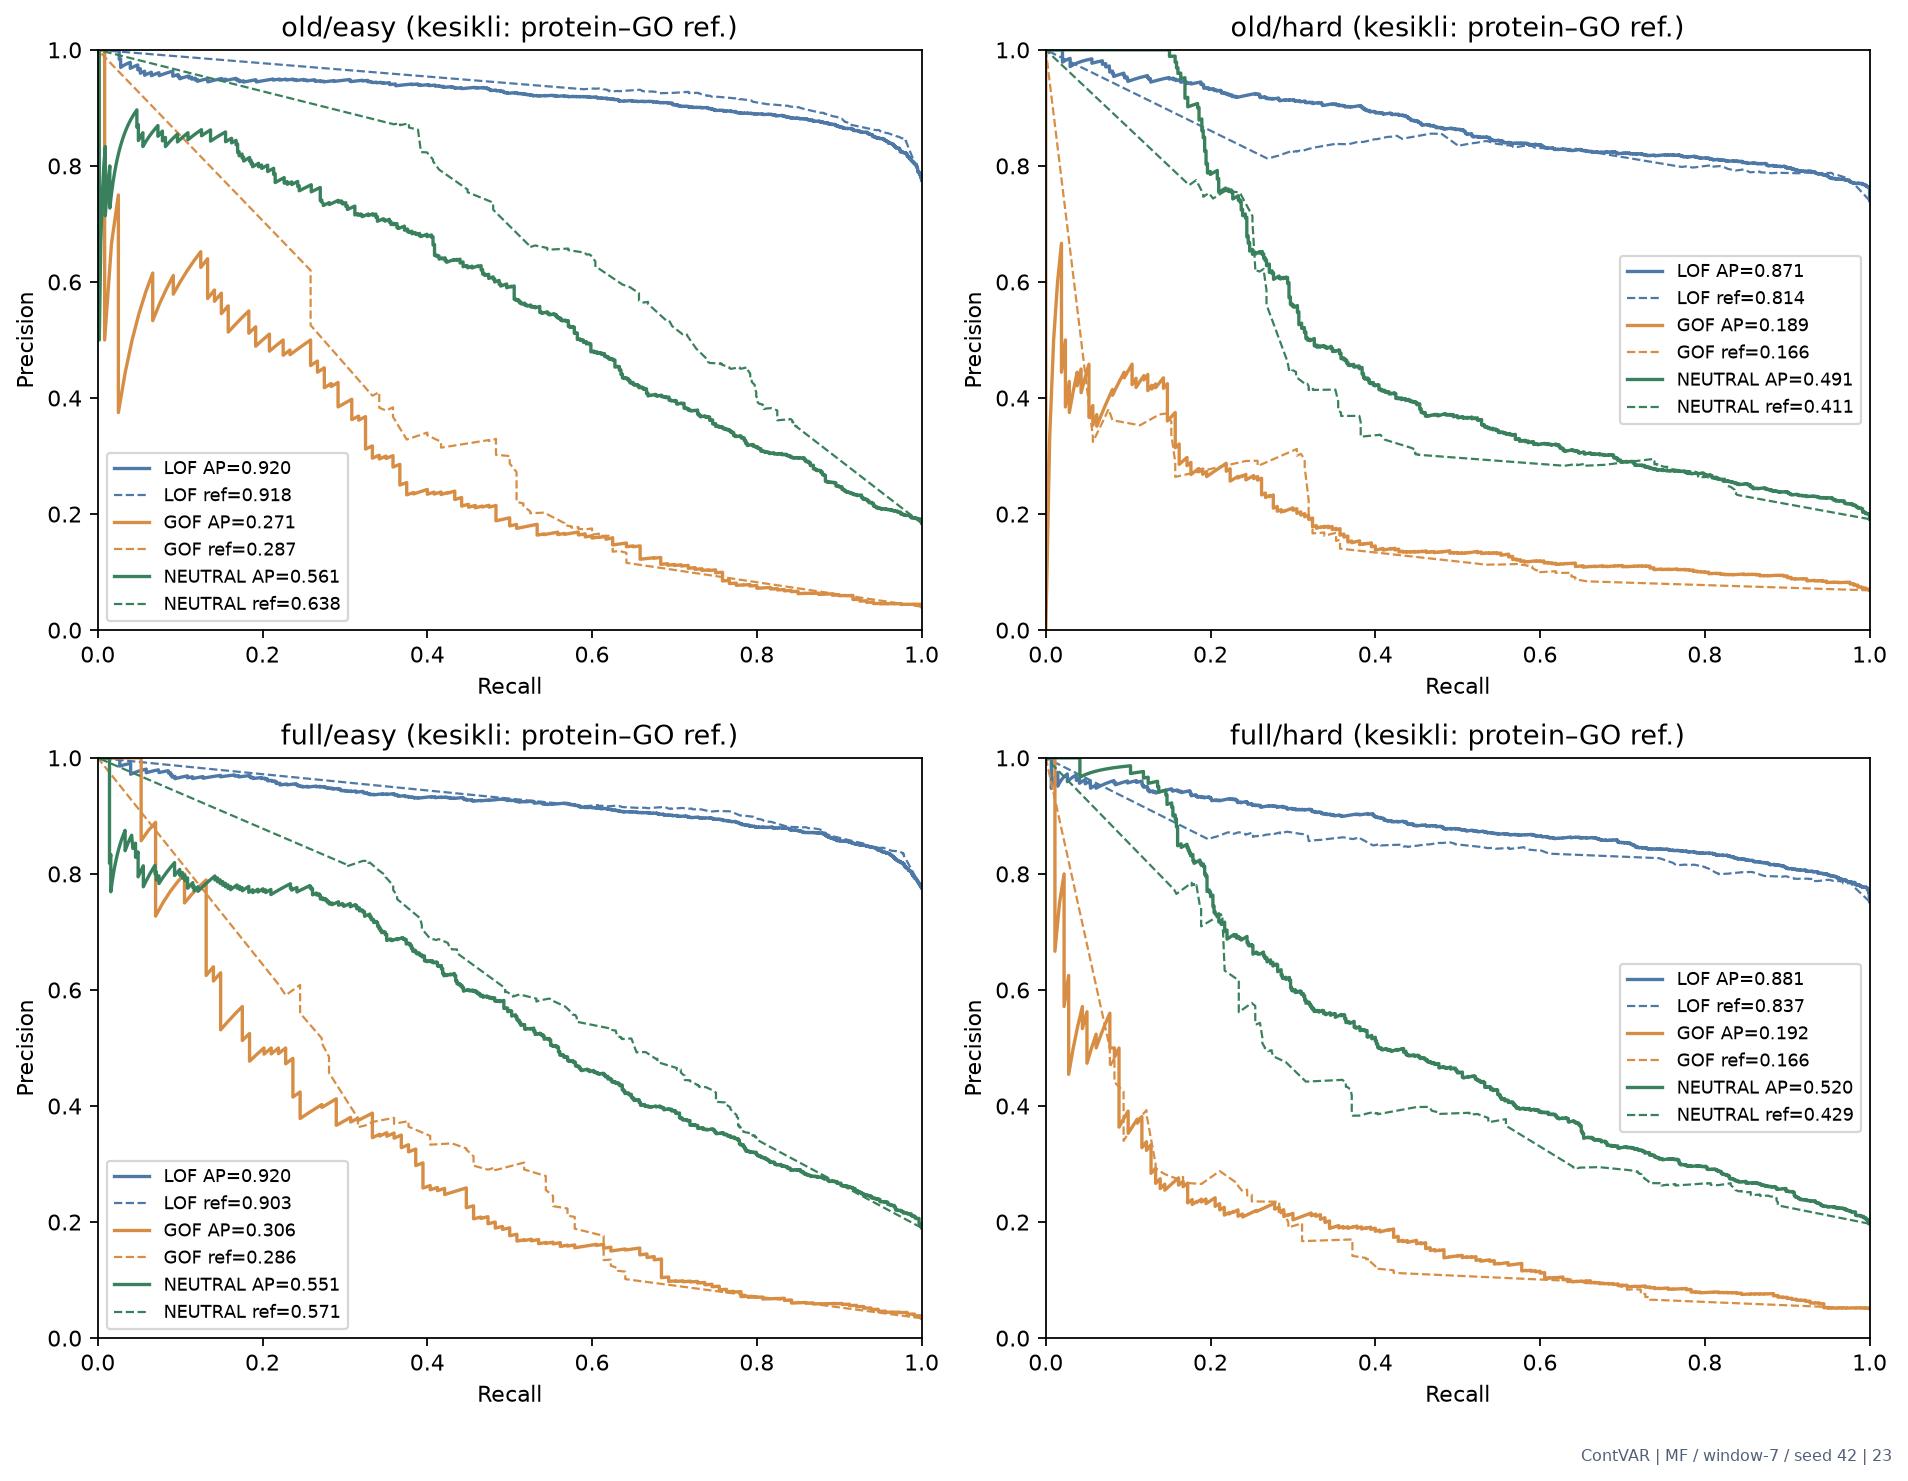 old/easy (kesikli: protein–GO ref.)
1.0
0.8
0.6
0.4
0.2
0.0
Precision
LOF AP=0.920
LOF ref=0.918
GOF AP=0.271
GOF ref=0.287
NEUTRAL AP=0.561
NEUTRAL ref=0.638
0.0 0.2 0.4 0.6 0.8 1.0
Recall
old/hard (kesikli: protein–GO ref.)
1.0
0.8
0.6
0.4
0.2
0.0
Precision
LOF AP=0.871
LOF ref=0.814
GOF AP=0.189
GOF ref=0.166
NEUTRAL AP=0.491
NEUTRAL ref=0.411
0.0 0.2 0.4 0.6 0.8 1.0
Recall
full/easy (kesikli: protein–GO ref.)
1.0
0.8
0.6
0.4
0.2
0.0
Precision
LOF AP=0.920
LOF ref=0.903
GOF AP=0.306
GOF ref=0.286
NEUTRAL AP=0.551
NEUTRAL ref=0.571
0.0 0.2 0.4 0.6 0.8 1.0
Recall
full/hard (kesikli: protein–GO ref.)
1.0
0.8
0.6
0.4
0.2
0.0
Precision
LOF AP=0.881
LOF ref=0.837
GOF AP=0.192
GOF ref=0.166
NEUTRAL AP=0.520
NEUTRAL ref=0.429
0.0 0.2 0.4 0.6 0.8 1.0
Recall
ContVAR | MF / window-7 / seed 42 | 23